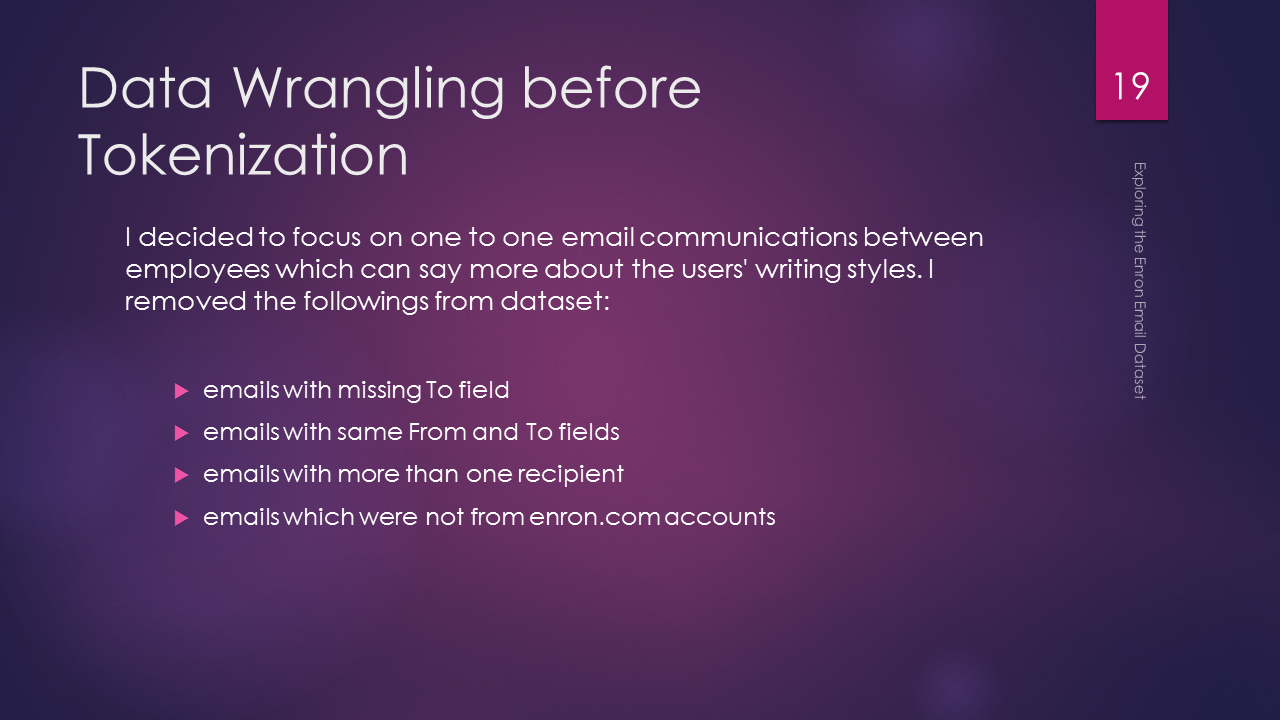 Data Wrangling before
Tokenization
19
Exploring the Enron Email Dataset
I decided to focus on one to one email communications between
employees which can say more about the users' writing styles. I
removed the followings from dataset:
emails with missing To field
emails with same From and To fields
emails with more than one recipient
emails which were not from enron.com accounts